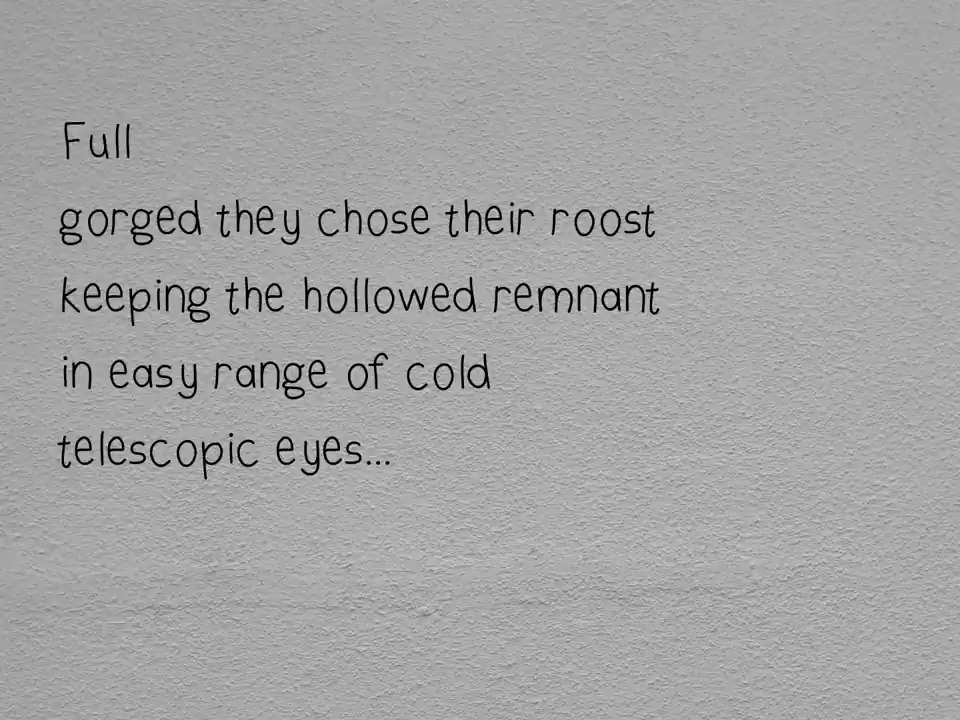 Full
gorged they chose their roost
keeping the hollowed remnant
in easy range of cold
telescopic eyes...